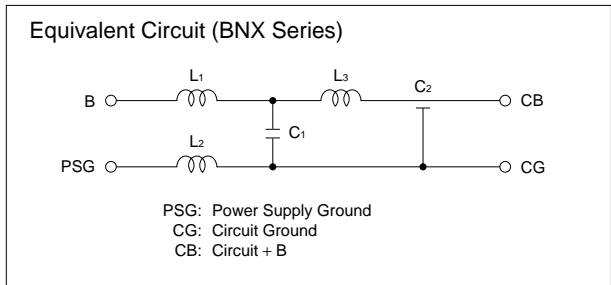 Equivalent Circuit (BNX Series)
L1 L3 C2
B CB
C1
L2
PSG CG
PSG: Power Supply Ground
CG: Circuit Ground
CB: Circuit + B